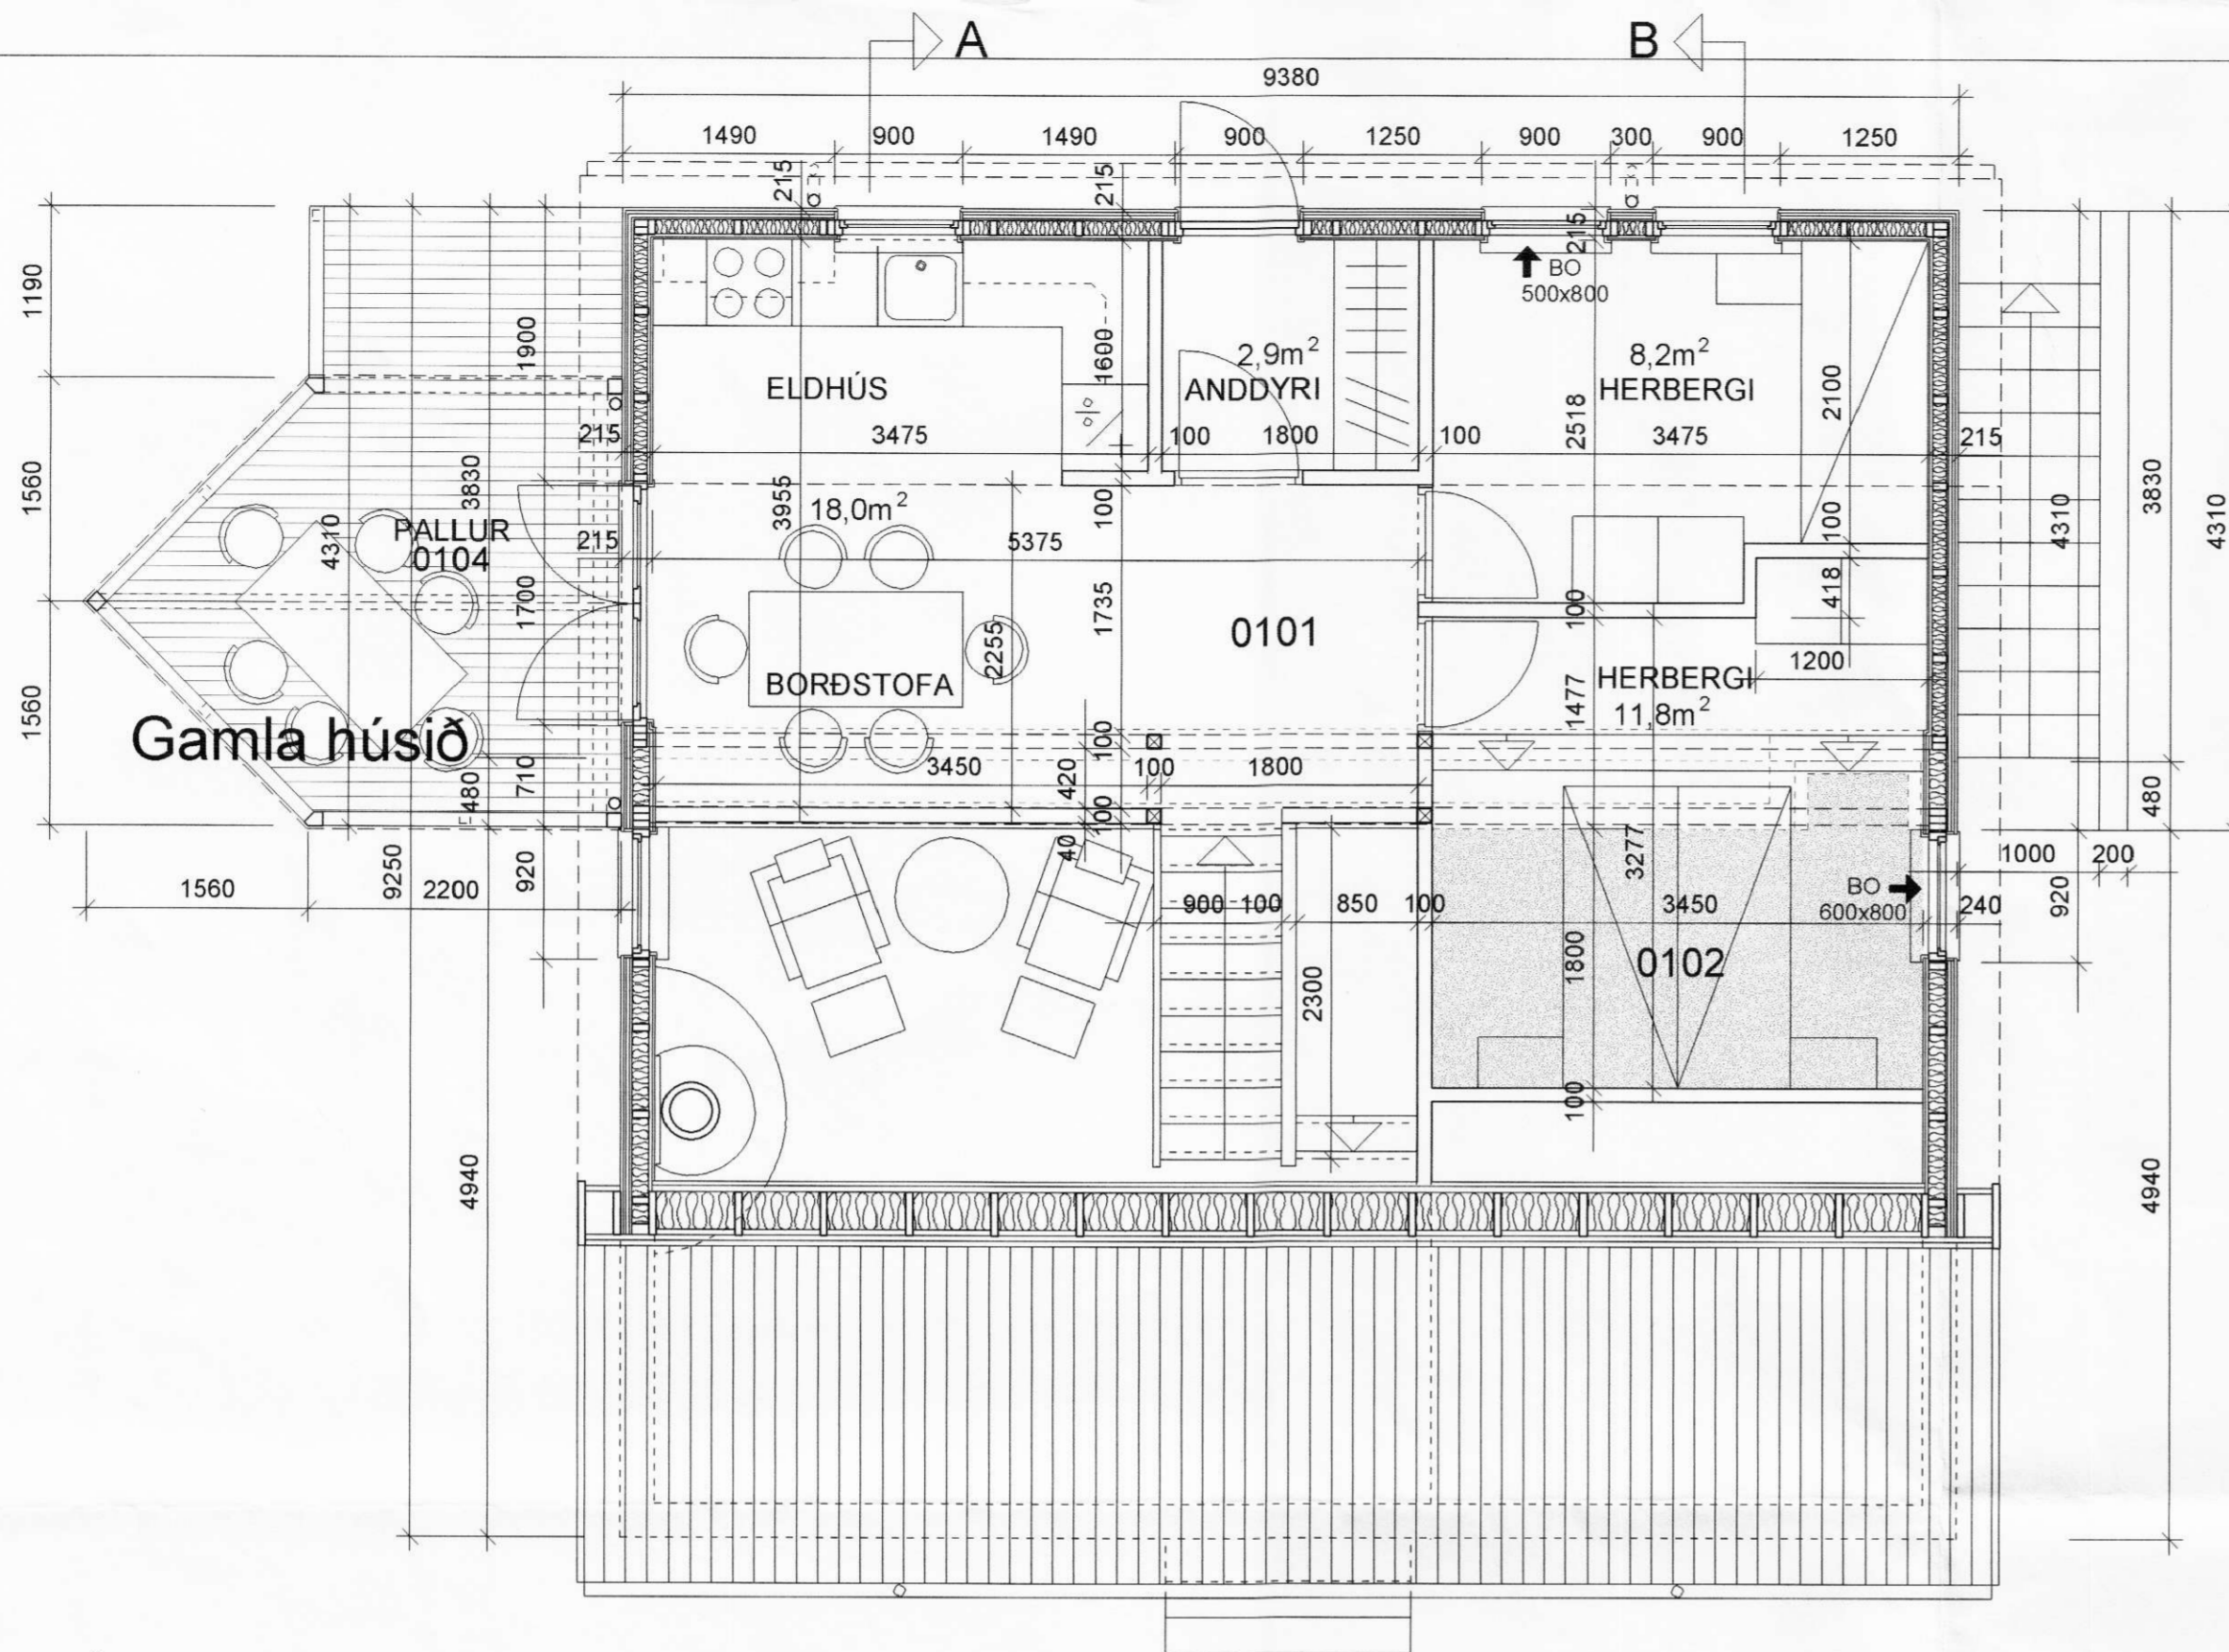 A
B
9380
1490 900 1490 900 1250 900 300 900 1250
215
215
215
BO
500x800
1190
1900
1600
2,9m²
ANDDYRI
8,2m²
HERBERGI
2100
ELDHÚS
2518
215 3475 100 1800 100 3475 215
1560
3830
3955
18,0m²
100
100
4310
3830
4310
4310
PALLUR
0104
215
5375
1700
1735
2255
0101
100
418
1200
BORÐSTOFA
HERBERGI
11,8m²
1477
1560
Gamla húsið
480
710
3450 100 1800
100
420
100
40
480
3277
1560 2200
9250
920
900 100 850 100 3450 240
BO
600x800
1000 200
920
2300
1800
0102
100
4940
4940